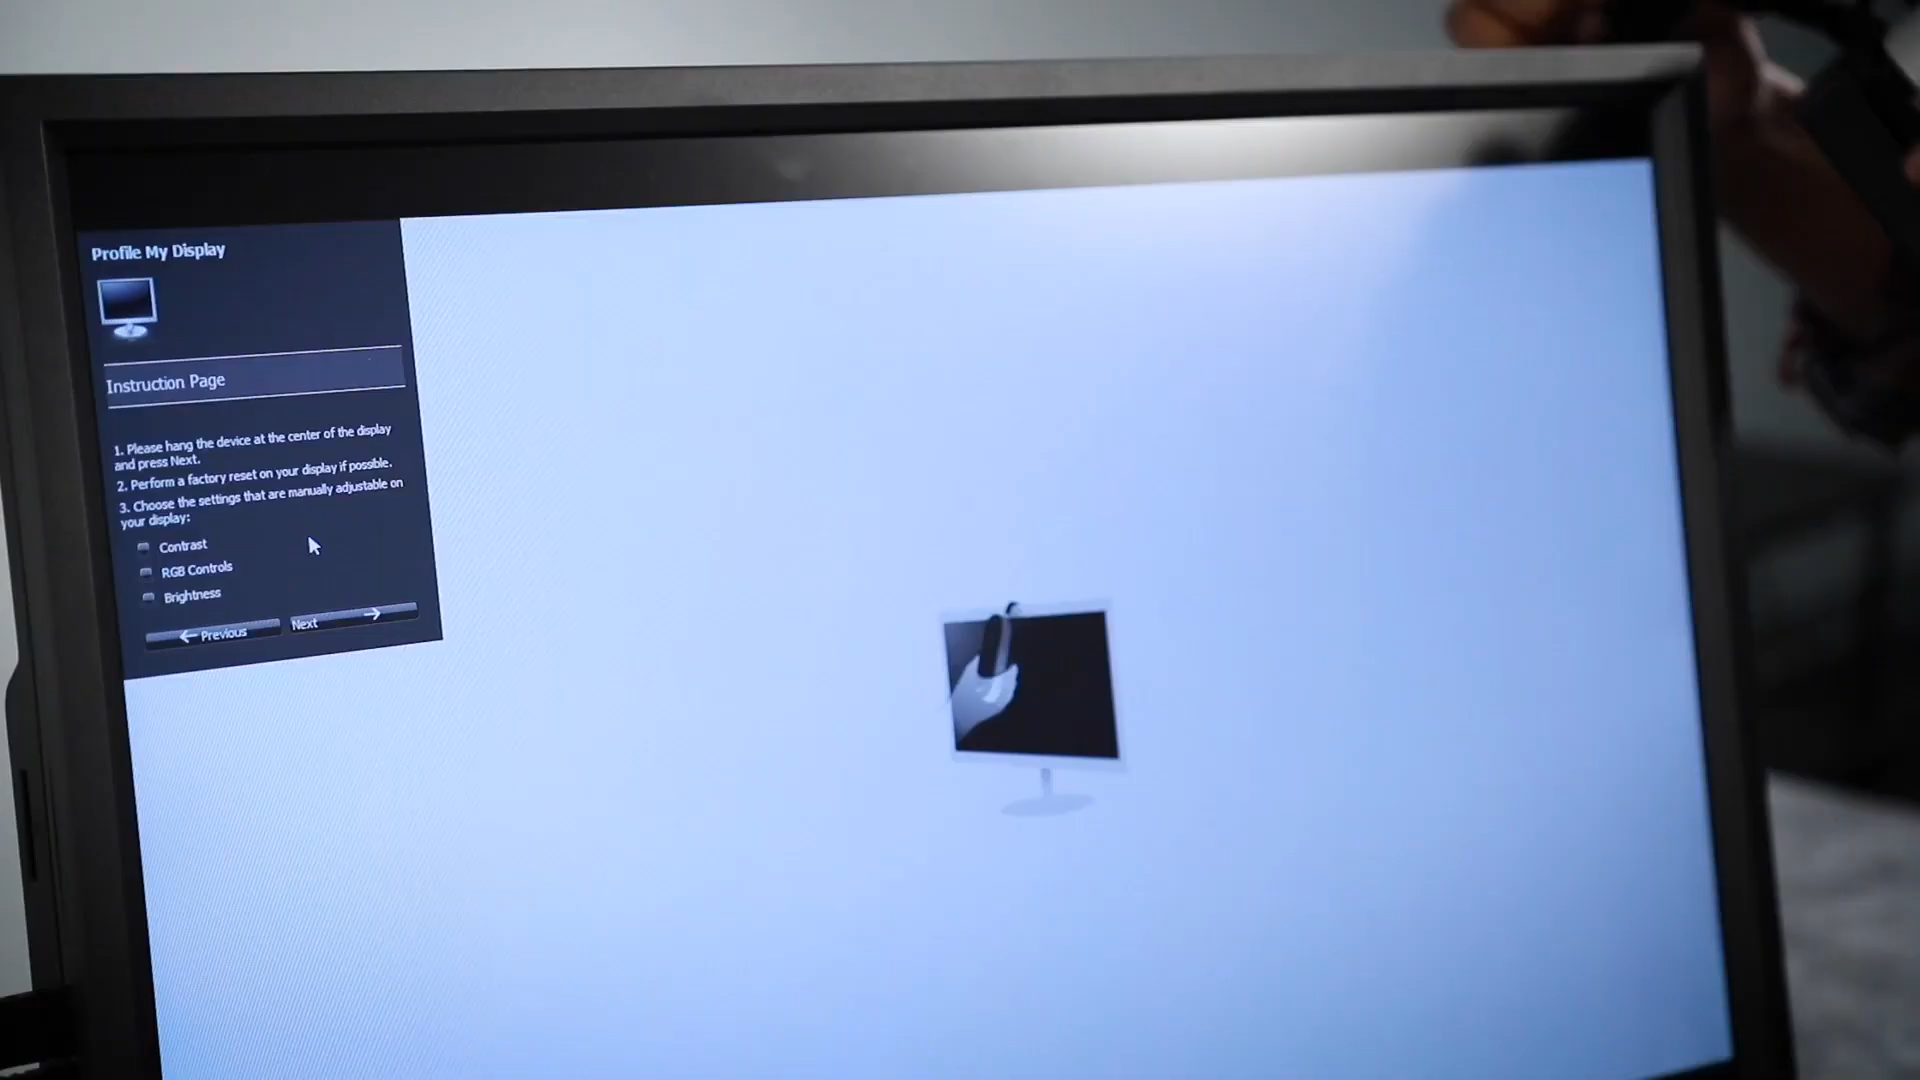 Profile My Display
Instruction Page
1. Please hang the device at the center of the display
and press Next.
2. Perform a factory reset on your display if possible.
3. Choose the settings that are manually adjustable on
your display:
Contrast
RGB Controls
Brightness
Previous
Next